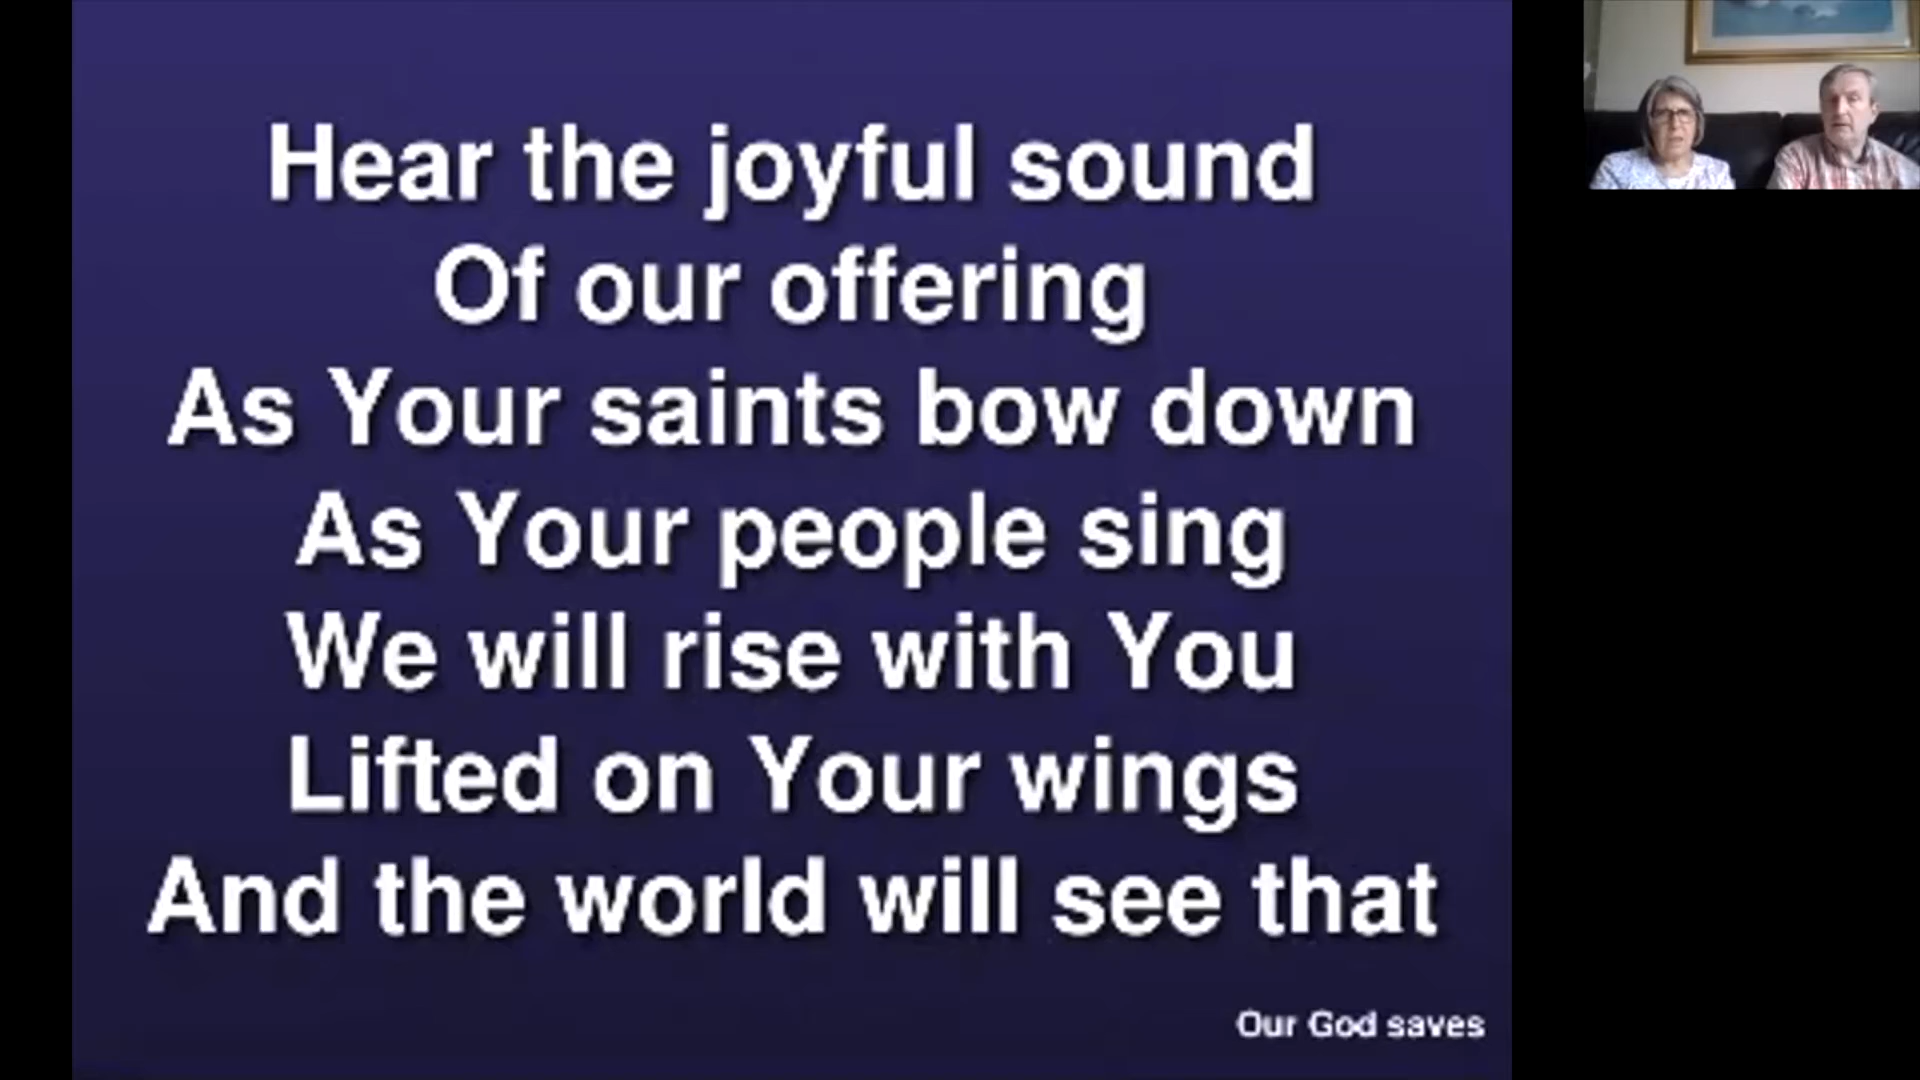 Hear the joyful sound
Of our offering
As Your saints bow down
As Your people sing
We will rise with You
Lifted on Your wings
And the world will see that
Our God saves